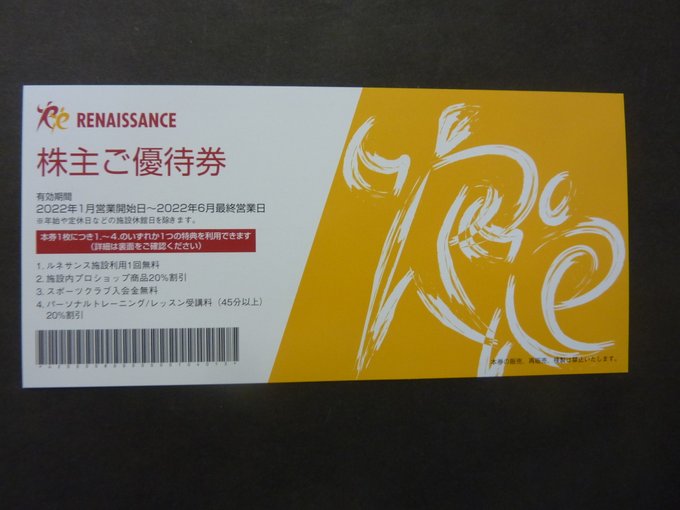 RENAISSANCE
株主ご優待券
有効期間
2022年1月営業開始日～2022年6月最終営業日
※年始や定休日などの施設休館日を除きます。
本券1枚につき1.～4.のいずれか1つの特典を利用できます
(詳細は裏面をご確認ください)
1. ルネサンス施設利用1回無料
2. 施設内プロショップ商品20%割引
3. スポーツクラブ入会金無料
4. パーソナルトレーニング/レッスン受講料（45分以上）
20%割引
本券の販売、再販売、複製は禁止いたします。